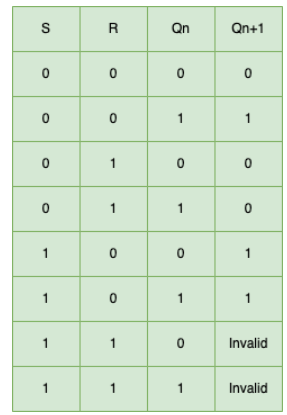 S R Qn Qn+1
0 0 0 0
0 0 1 1
0 1 0 0
0 1 1 0
1 0 0 1
1 0 1 1
1 1 0 Invalid
1 1 1 Invalid